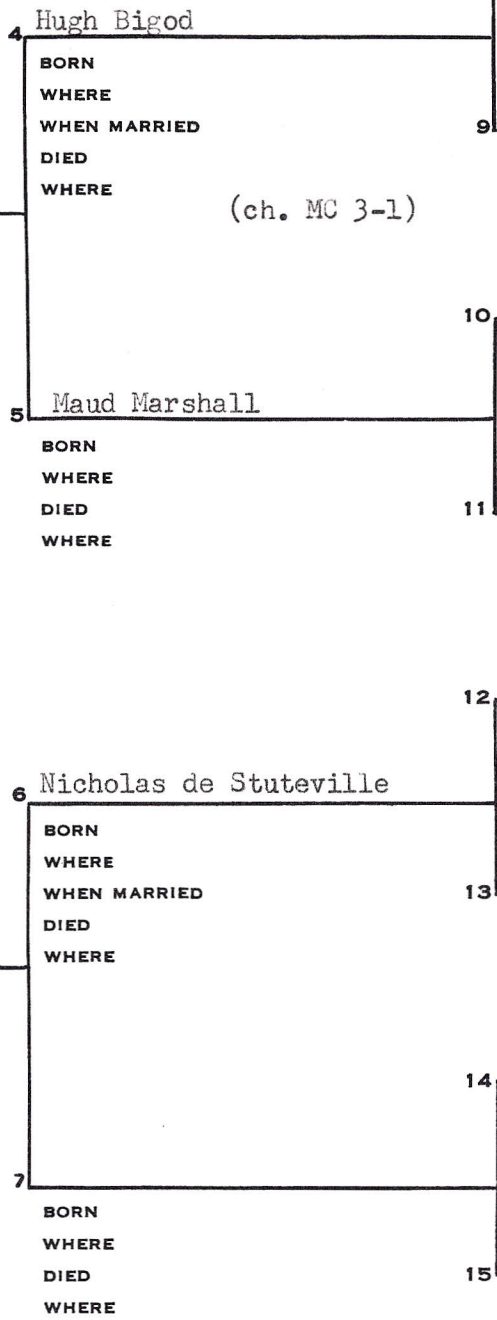 4 Hugh Bigod
BORN
WHERE
WHEN MARRIED
9
DIED
WHERE
(ch. MC 3-1)
10
5 Maud Marshall
BORN
WHERE
DIED
11
WHERE
12
6 Nicholas de Stuteville
BORN
WHERE
WHEN MARRIED
13
DIED
WHERE
14
7
BORN
WHERE
DIED
15
WHERE